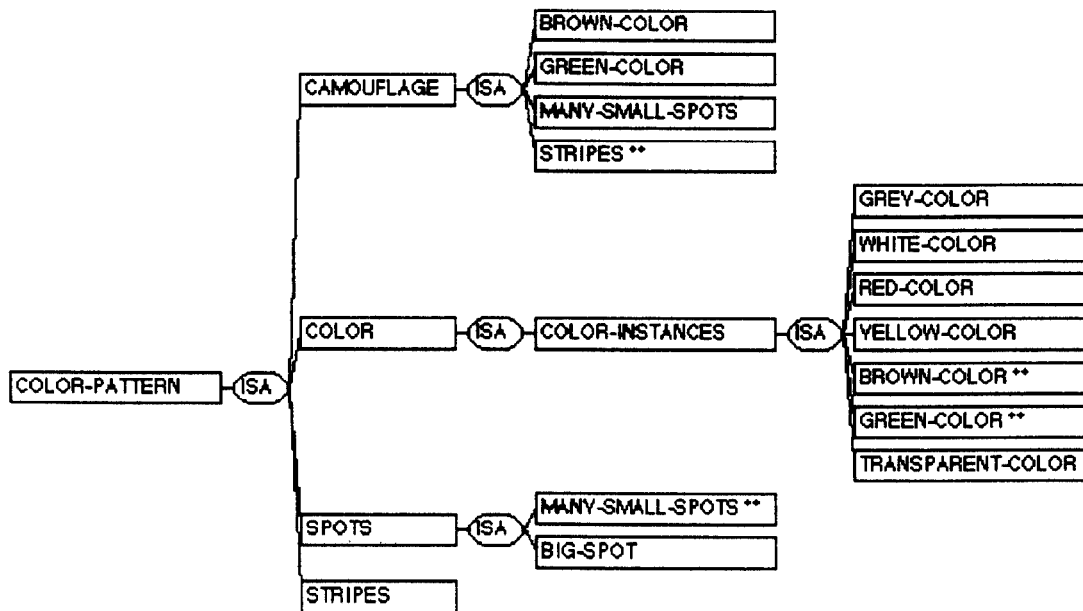 BROWN-COLOR
GREEN-COLOR
CAMOUFLAGE
ISA
MANY-SMALL-SPOTS
STRIPES **
GREY-COLOR
WHITE-COLOR
RED-COLOR
COLOR
ISA
COLOR-INSTANCES
ISA
YELLOW-COLOR
BROWN-COLOR **
COLOR-PATTERN
ISA
GREEN-COLOR **
TRANSPARENT-COLOR
MANY-SMALL-SPOTS **
SPOTS
ISA
BIG-SPOT
STRIPES